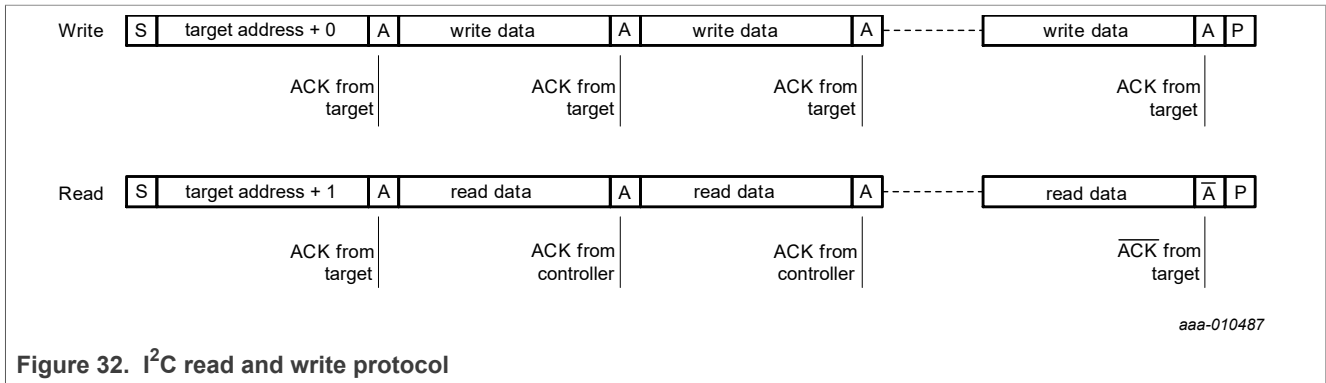 Write S target address + 0 A write data A write data A write data A P
ACK from target ACK from target ACK from target ACK from target
Read S target address + 1 A read data A read data A read data A̅ P
ACK from target ACK from controller ACK from controller A̅C̅K̅ from target
aaa-010487
Figure 32. I²C read and write protocol